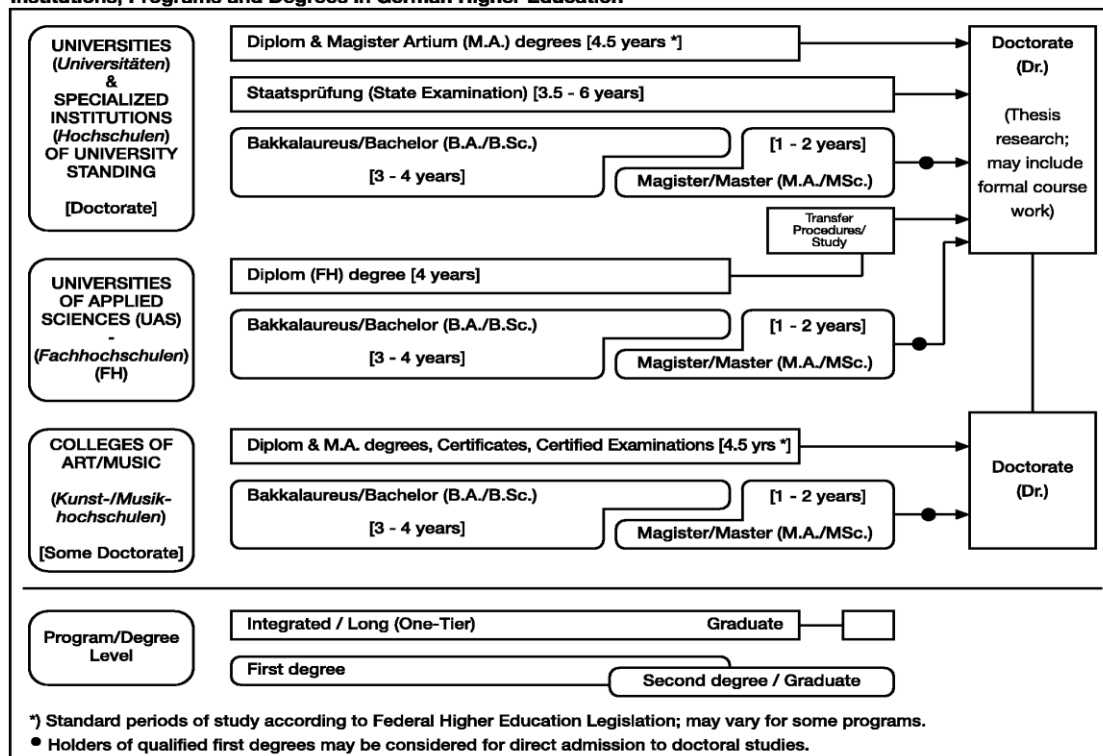 Institutions, Programs and Degrees in German Higher Education
UNIVERSITIES
(Universitäten)
&
SPECIALIZED
INSTITUTIONS
(Hochschulen)
OF UNIVERSITY
STANDING
[Doctorate]
Diplom & Magister Artium (M.A.) degrees [4.5 years *]
Staatsprüfung (State Examination) [3.5 - 6 years]
Bakkalaureus/Bachelor (B.A./B.Sc.)
[3 - 4 years]
[1 - 2 years]
Magister/Master (M.A./MSc.)
Transfer
Procedures/
Study
Doctorate
(Dr.)
(Thesis
research;
may include
formal course
work)
UNIVERSITIES
OF APPLIED
SCIENCES (UAS)
-
(Fachhochschulen)
(FH)
Diplom (FH) degree [4 years]
Bakkalaureus/Bachelor (B.A./B.Sc.)
[3 - 4 years]
[1 - 2 years]
Magister/Master (M.A./MSc.)
COLLEGES OF
ART/MUSIC
(Kunst-/Musik-
hochschulen)
[Some Doctorate]
Diplom & M.A. degrees, Certificates, Certified Examinations [4.5 yrs *]
Bakkalaureus/Bachelor (B.A./B.Sc.)
[3 - 4 years]
[1 - 2 years]
Magister/Master (M.A./MSc.)
Doctorate
(Dr.)
Program/Degree
Level
Integrated / Long (One-Tier) Graduate
First degree
Second degree / Graduate
*) Standard periods of study according to Federal Higher Education Legislation; may vary for some programs.
● Holders of qualified first degrees may be considered for direct admission to doctoral studies.